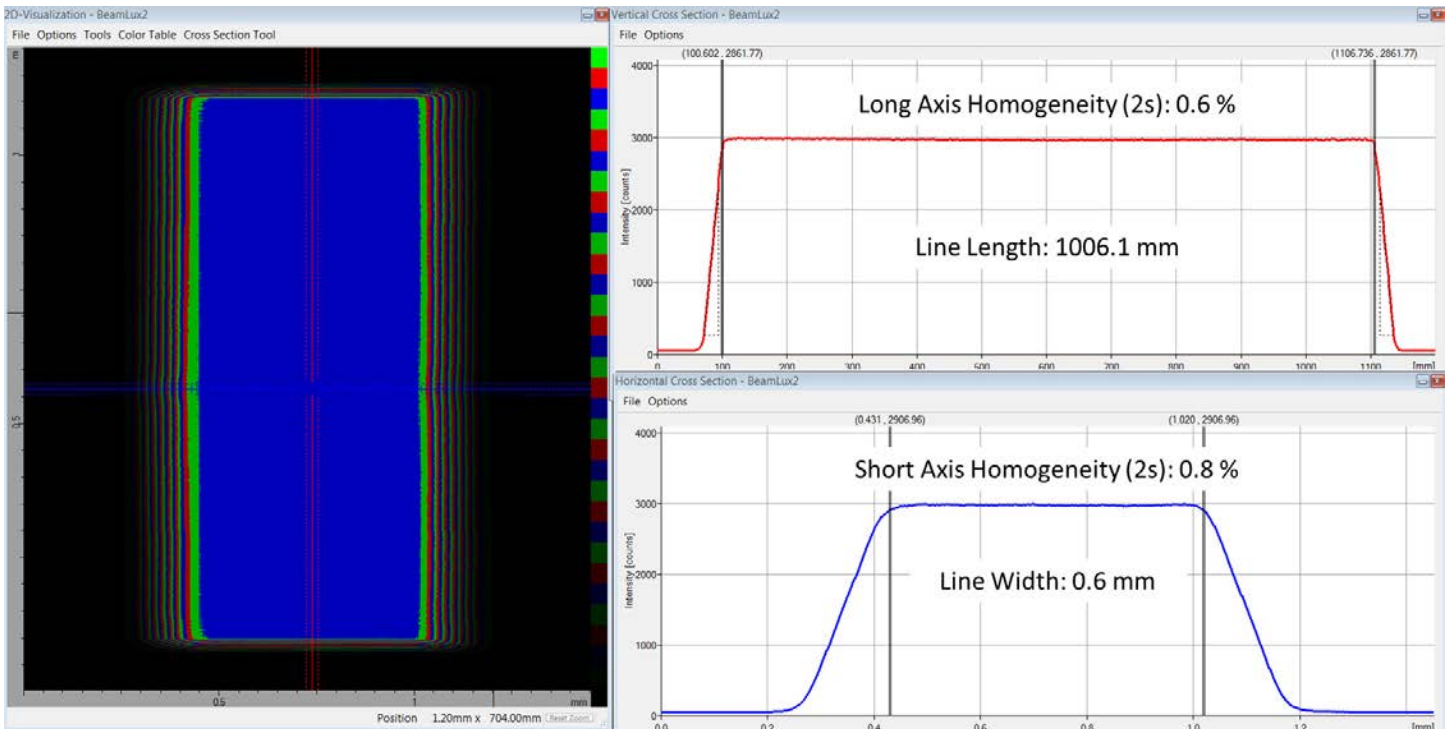 2D-Visualization - BeamLux2
File Options Tools Color Table Cross Section Tool
0.5
0.5
1
mm
Position 1.20mm x 704.00mm Reset Zoom
Vertical Cross Section - BeamLux2
File Options
(100.602 , 2861.77) (1106.736 , 2861.77)
4000
Long Axis Homogeneity (2s): 0.6 %
3000
Intensity [counts]
2000
Line Length: 1006.1 mm
1000
0
0 100 200 300 400 500 600 700 800 900 1000 1100 [mm]
Horizontal Cross Section - BeamLux2
File Options
(0.431 , 2906.96) (1.020 , 2906.96)
4000
Short Axis Homogeneity (2s): 0.8 %
3000
Intensity [counts]
2000
Line Width: 0.6 mm
1000
0
0.0 0.2 0.4 0.6 0.8 1.0 1.2 [mm]